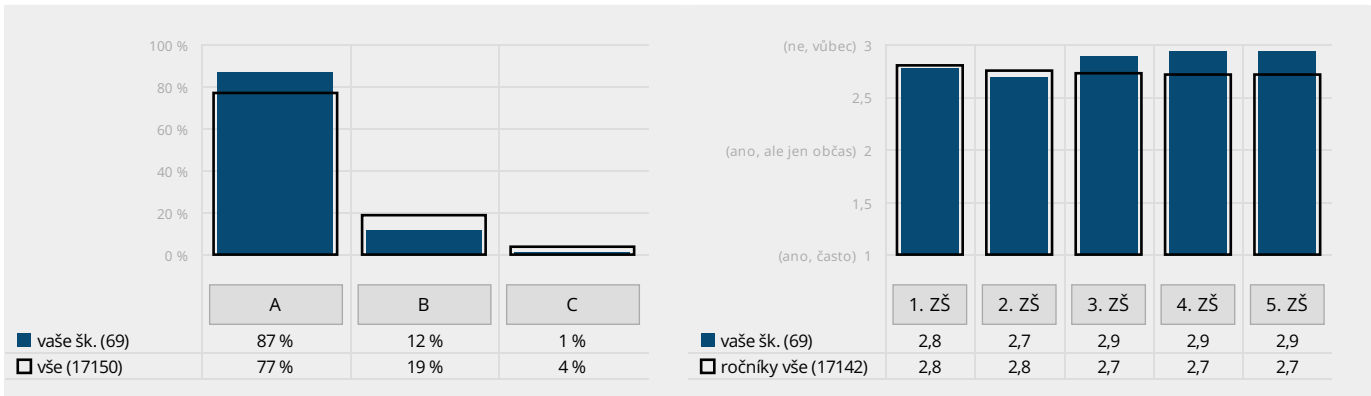 100 %
80 %
60 %
40 %
20 %
0 %
A B C
vaše šk. (69) 87 % 12 % 1 %
vše (17150) 77 % 19 % 4 %
(ne, vůbec) 3
2,5
(ano, ale jen občas) 2
1,5
(ano, často) 1
1. ZŠ 2. ZŠ 3. ZŠ 4. ZŠ 5. ZŠ
vaše šk. (69) 2,8 2,7 2,9 2,9 2,9
ročníky vše (17142) 2,8 2,8 2,7 2,7 2,7